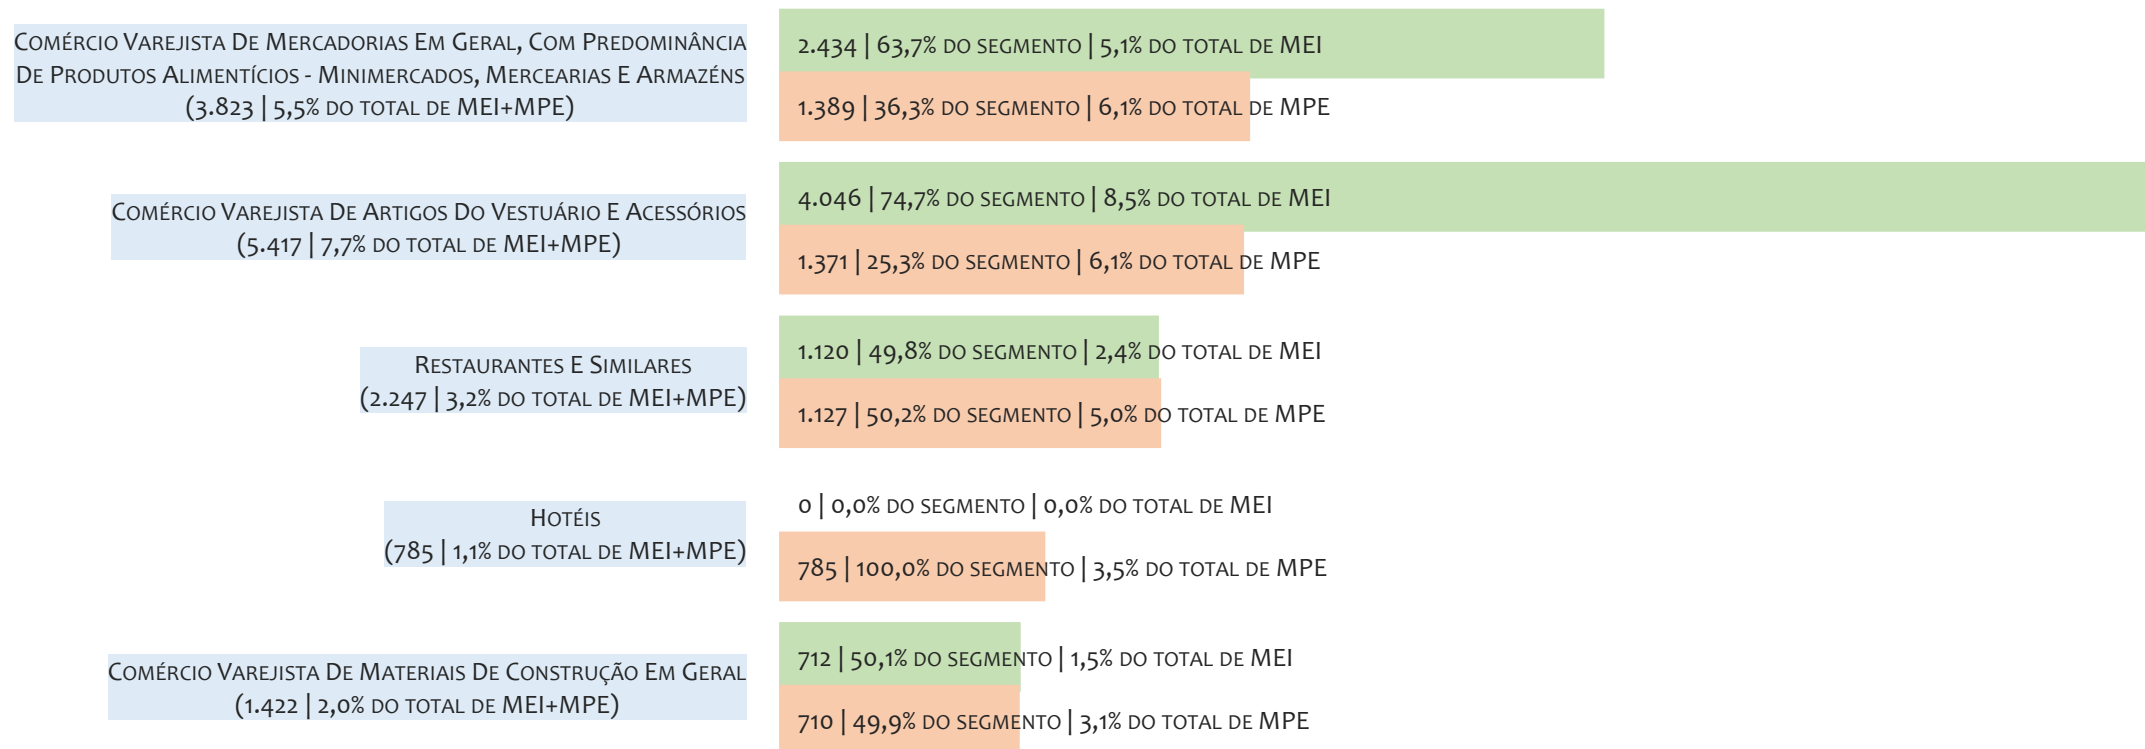 Comércio Varejista De Mercadorias Em Geral, Com Predominância
De Produtos Alimentícios - Minimercados, Mercearias E Armazéns
(3.823 | 5,5% do total de MEI+MPE)
2.434 | 63,7% do segmento | 5,1% do total de MEI
1.389 | 36,3% do segmento | 6,1% do total de MPE
Comércio Varejista De Artigos Do Vestuário E Acessórios
(5.417 | 7,7% do total de MEI+MPE)
4.046 | 74,7% do segmento | 8,5% do total de MEI
1.371 | 25,3% do segmento | 6,1% do total de MPE
Restaurantes E Similares
(2.247 | 3,2% do total de MEI+MPE)
1.120 | 49,8% do segmento | 2,4% do total de MEI
1.127 | 50,2% do segmento | 5,0% do total de MPE
Hotéis
(785 | 1,1% do total de MEI+MPE)
0 | 0,0% do segmento | 0,0% do total de MEI
785 | 100,0% do segmento | 3,5% do total de MPE
Comércio Varejista De Materiais De Construção Em Geral
(1.422 | 2,0% do total de MEI+MPE)
712 | 50,1% do segmento | 1,5% do total de MEI
710 | 49,9% do segmento | 3,1% do total de MPE